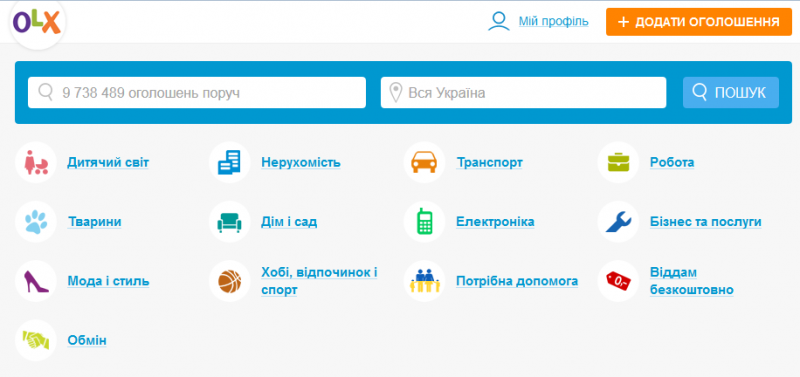 OLX
Мій профіль
+ ДОДАТИ ОГОЛОШЕННЯ
9 738 489 оголошень поруч
Вся Україна
ПОШУК
Дитячий світ
Нерухомість
Транспорт
Робота
Тварини
Дім і сад
Електроніка
Бізнес та послуги
Мода і стиль
Хобі, відпочинок і
спорт
Потрібна допомога
0,-
Віддам
безкоштовно
Обмін